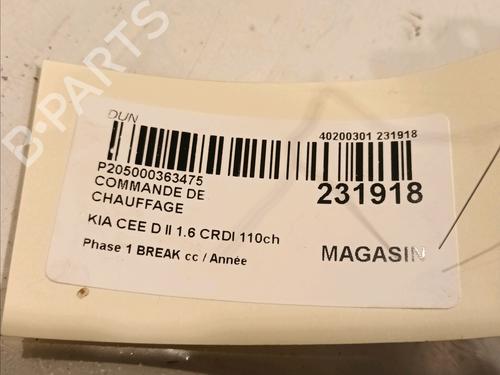 B-PARTS
DUN
40200301 231918
P205000363475
COMMANDE DE
CHAUFFAGE
231918
KIA CEE D II 1.6 CRDI 110ch
Phase 1 BREAK cc / Année
MAGASIN